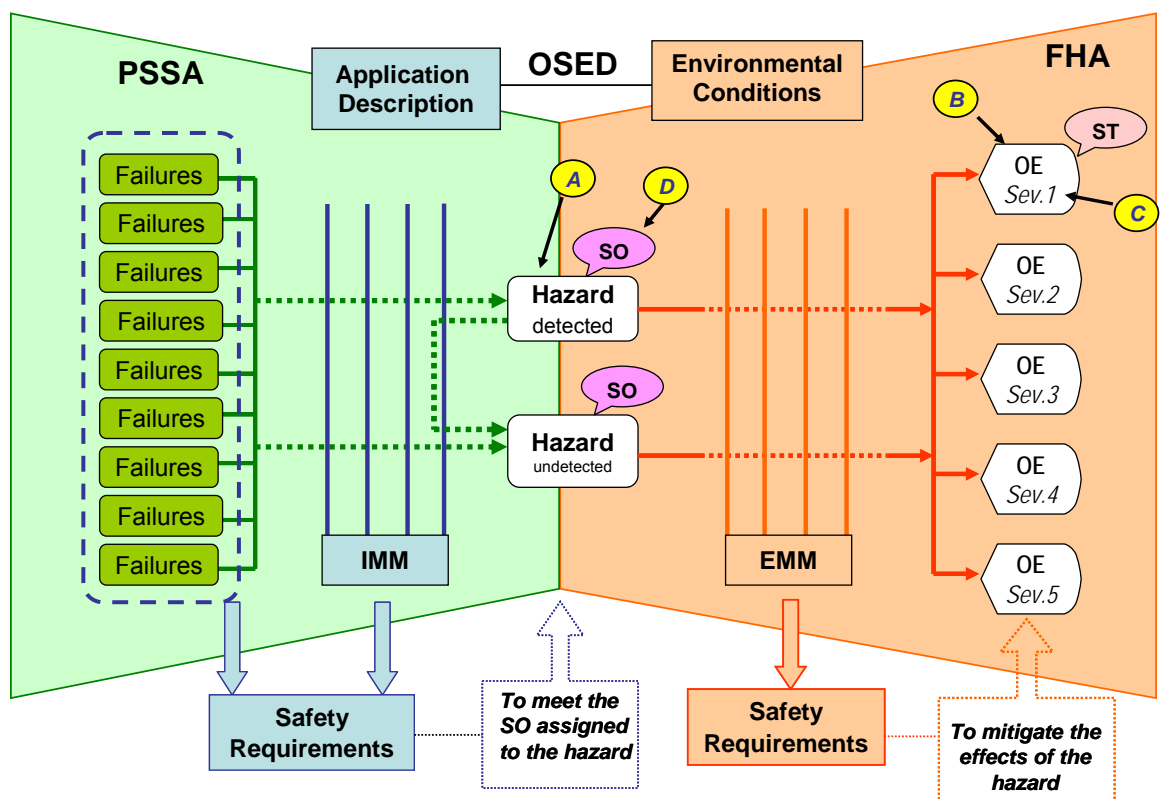 PSSA
Application
Description
OSED
Environmental
Conditions
FHA
B
ST
OE
Sev.1
C
A
D
SO
Hazard
detected
SO
Hazard
undetected
Failures
Failures
Failures
Failures
Failures
Failures
Failures
Failures
Failures
OE
Sev.2
OE
Sev.3
OE
Sev.4
OE
Sev.5
IMM
EMM
Safety
Requirements
To meet the
SO assigned
to the hazard
Safety
Requirements
To mitigate the
effects of the
hazard